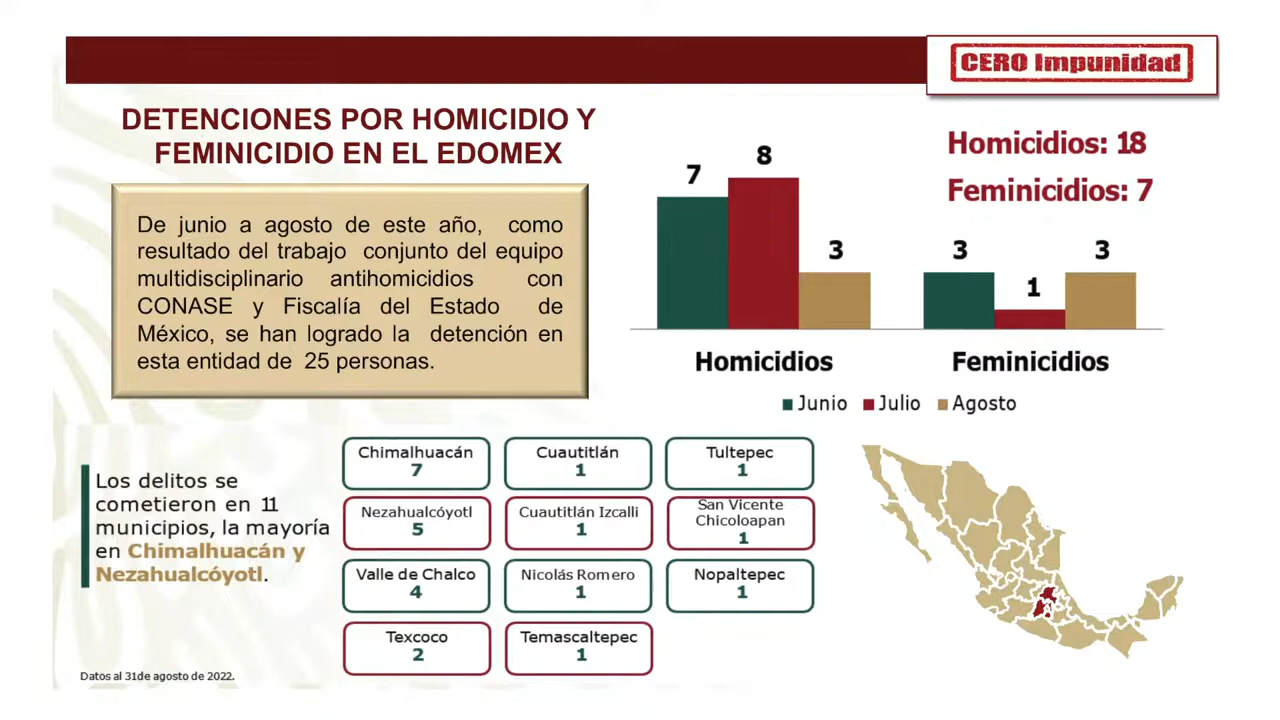 CERO Impunidad
DETENCIONES POR HOMICIDIO Y
FEMINICIDIO EN EL EDOMEX
De junio a agosto de este año, como
resultado del trabajo conjunto del equipo
multidisciplinario antihomicidios con
CONASE y Fiscalía del Estado de
México, se han logrado la detención en
esta entidad de 25 personas.
Homicidios: 18
Feminicidios: 7
7
8
3
3
1
3
Homicidios
Feminicidios
Junio
Julio
Agosto
Los delitos se
cometieron en 11
municipios, la mayoría
en Chimalhuacán y
Nezahualcóyotl.
Chimalhuacán
7
Cuautitlán
1
Tultepec
1
Nezahualcóyotl
5
Cuautitlán Izcalli
1
San Vicente
Chicoloapan
1
Valle de Chalco
4
Nicolás Romero
1
Nopaltepec
1
Texcoco
2
Temascaltepec
1
Datos al 31de agosto de 2022.